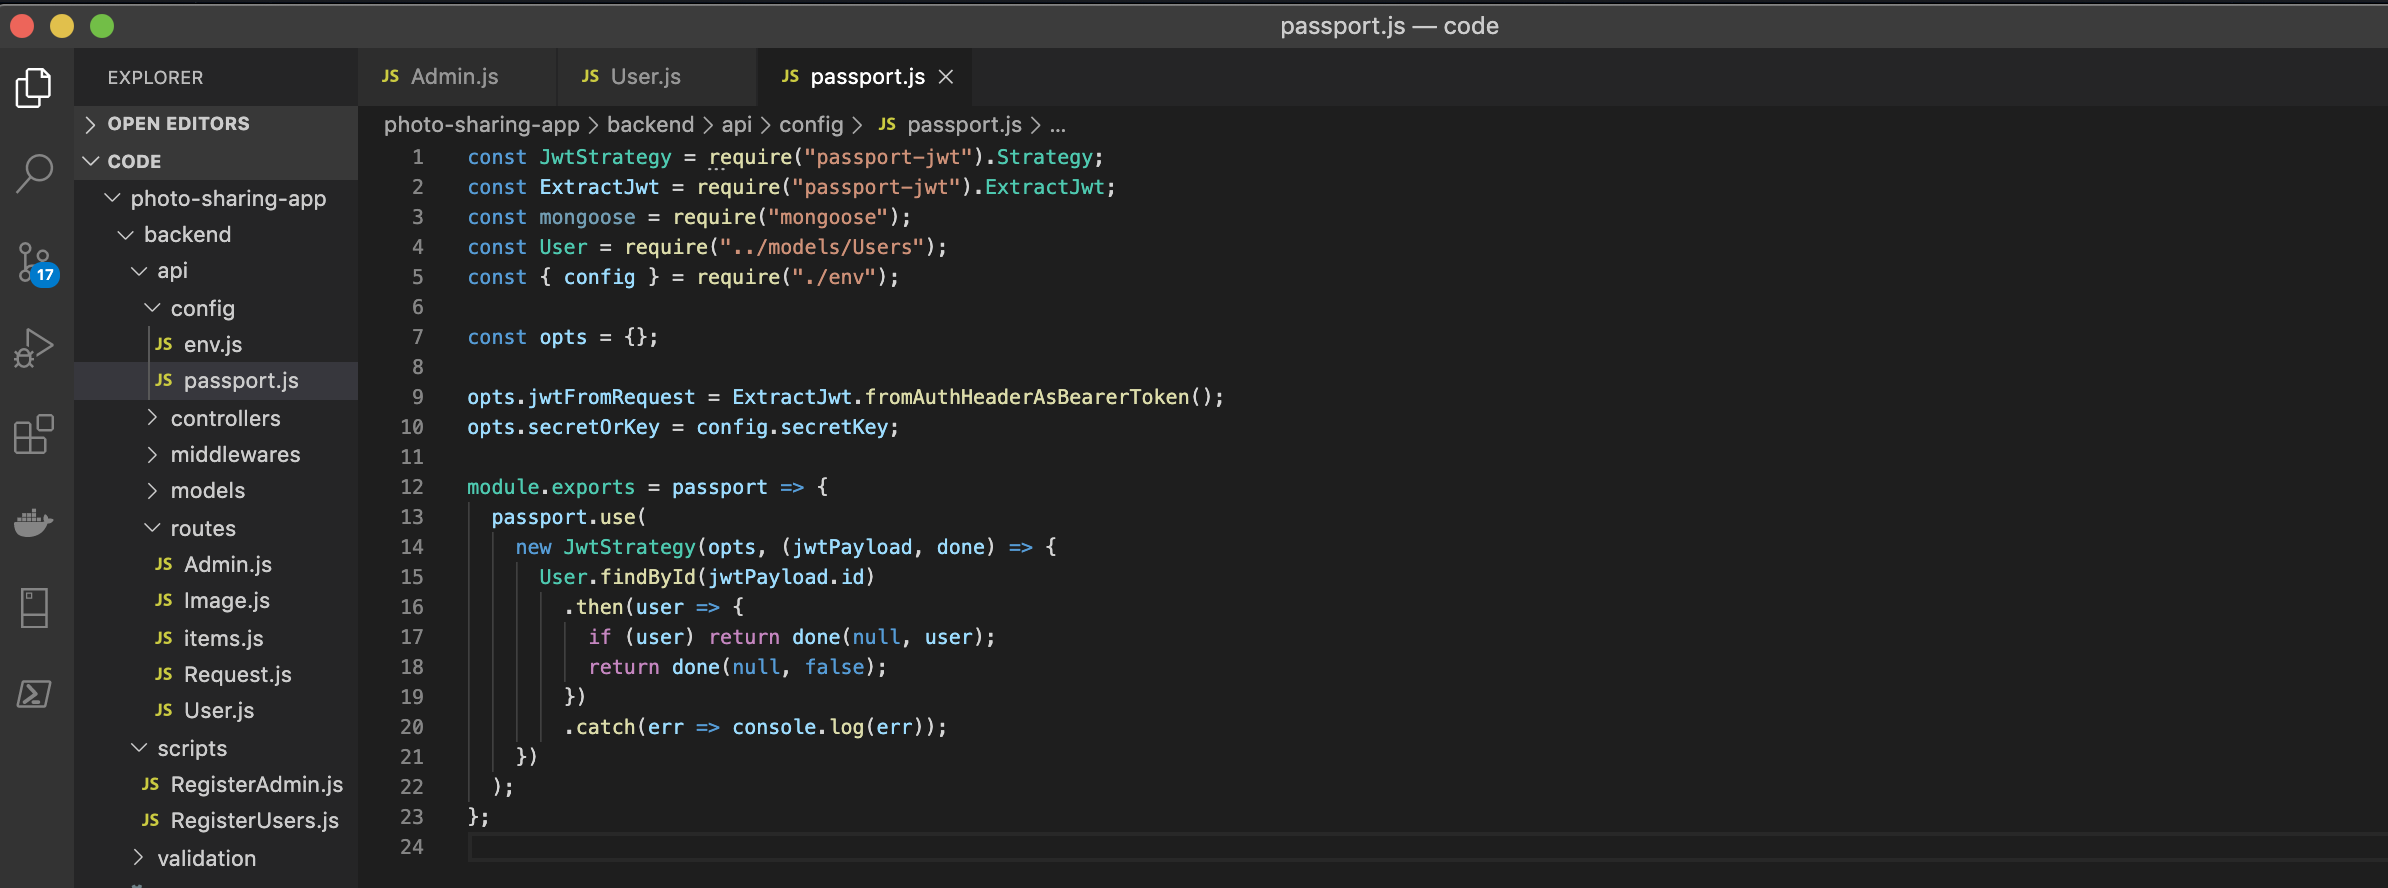 passport.js — code
EXPLORER
OPEN EDITORS
CODE
photo-sharing-app
backend
api
config
JS env.js
JS passport.js
controllers
middlewares
models
routes
JS Admin.js
JS Image.js
JS items.js
JS Request.js
JS User.js
scripts
JS RegisterAdmin.js
JS RegisterUsers.js
validation
17
JS Admin.js JS User.js JS passport.js
photo-sharing-app > backend > api > config > JS passport.js > ...
1 const JwtStrategy = require("passport-jwt").Strategy;
2 const ExtractJwt = require("passport-jwt").ExtractJwt;
3 const mongoose = require("mongoose");
4 const User = require("../models/Users");
5 const { config } = require("./env");
6
7 const opts = {};
8
9 opts.jwtFromRequest = ExtractJwt.fromAuthHeaderAsBearerToken();
10 opts.secretOrKey = config.secretKey;
11
12 module.exports = passport => {
13 passport.use(
14 new JwtStrategy(opts, (jwtPayload, done) => {
15 User.findById(jwtPayload.id)
16 .then(user => {
17 if (user) return done(null, user);
18 return done(null, false);
19 })
20 .catch(err => console.log(err));
21 })
22 );
23 };
24